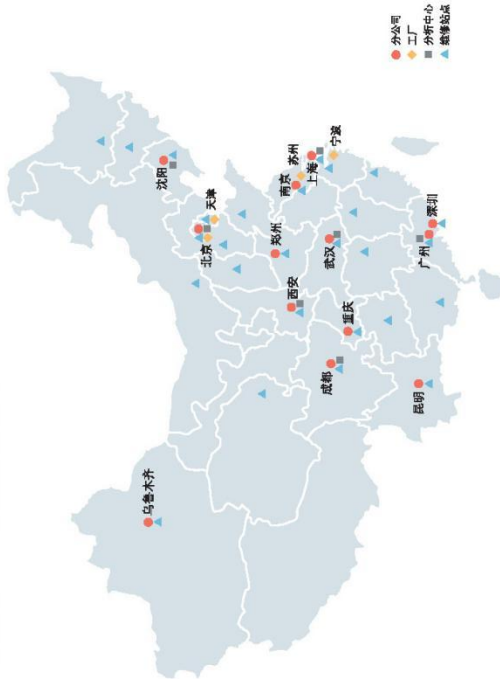 沈阳
北京
天津
乌鲁木齐
郑州
西安
南京
苏州
上海
宁波
武汉
重庆
成都
昆明
广州
深圳
分公司
工厂
分析中心
维修站点